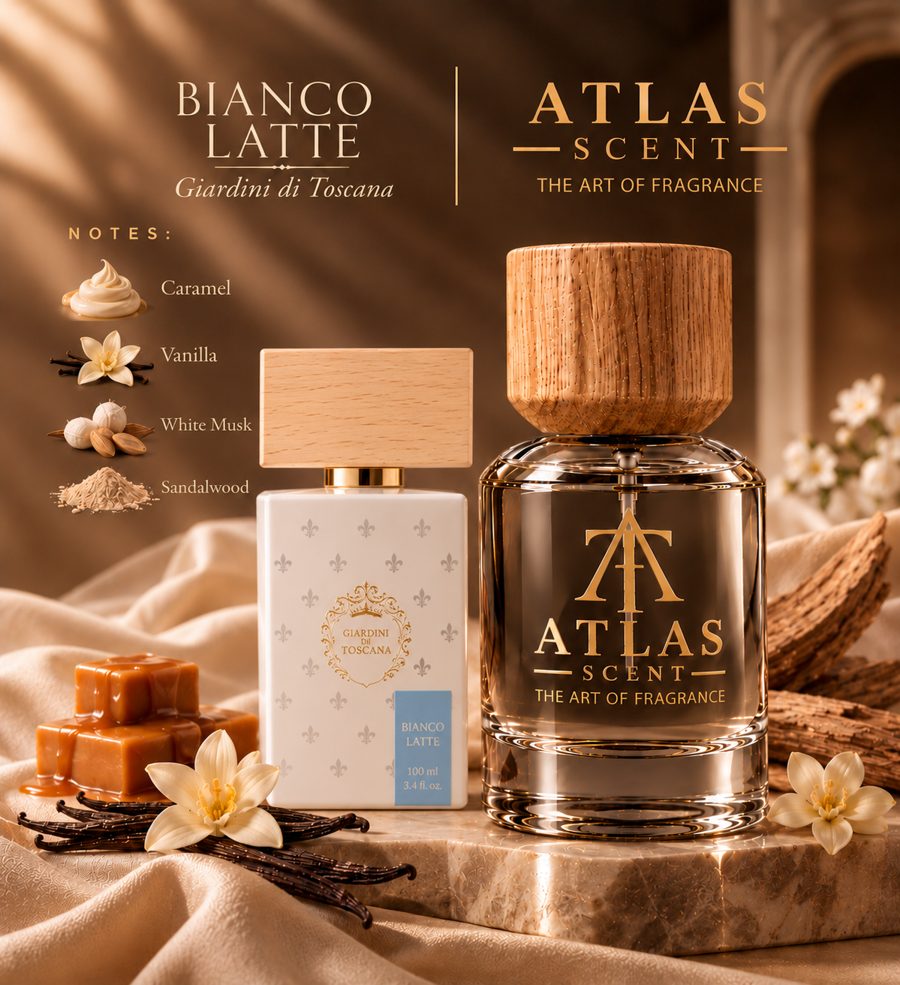 BIANCO
LATTE
Giardini di Toscana
ATLAS
SCENT
THE ART OF FRAGRANCE
NOTES:
Caramel
Vanilla
White Musk
Sandalwood
GIARDINI
DI
TOSCANA
BIANCO
LATTE
100 ml
3.4 fl. oz.
TA
ATLAS
SCENT
THE ART OF FRAGRANCE